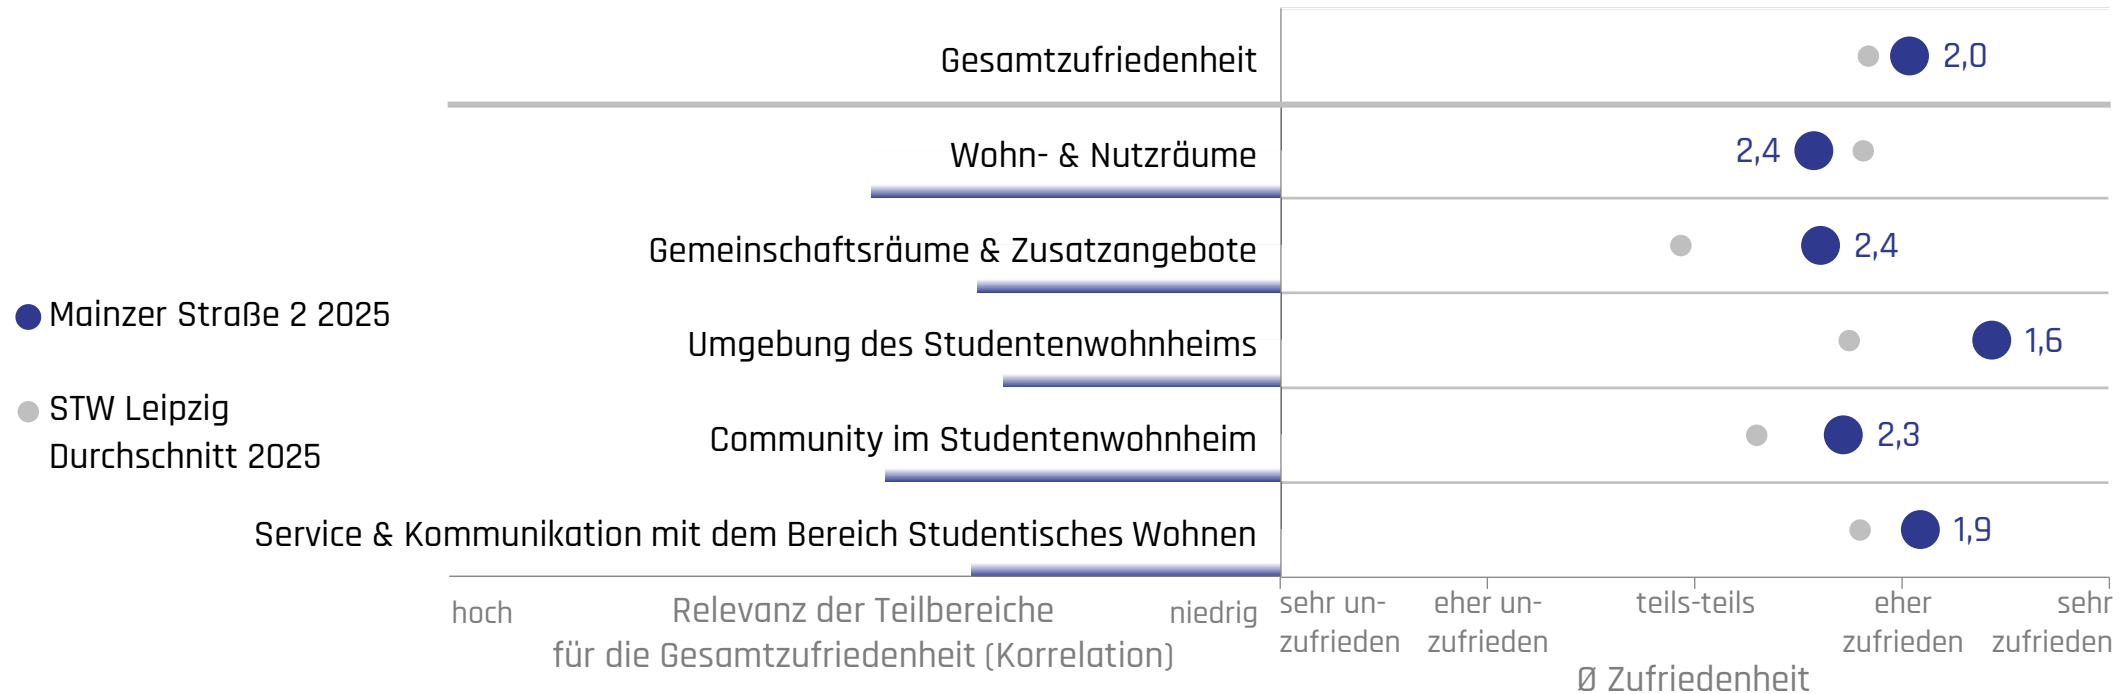 Gesamtzufriedenheit
2,0
Wohn- & Nutzräume
2,4
Gemeinschaftsräume & Zusatzangebote
2,4
Mainzer Straße 2 2025
Umgebung des Studentenwohnheims
1,6
STW Leipzig
Durchschnitt 2025
Community im Studentenwohnheim
2,3
Service & Kommunikation mit dem Bereich Studentisches Wohnen
1,9
hoch
Relevanz der Teilbereiche
für die Gesamtzufriedenheit (Korrelation)
niedrig
sehr un-
zufrieden
eher un-
zufrieden
teils-teils
eher
zufrieden
sehr
zufrieden
Ø Zufriedenheit